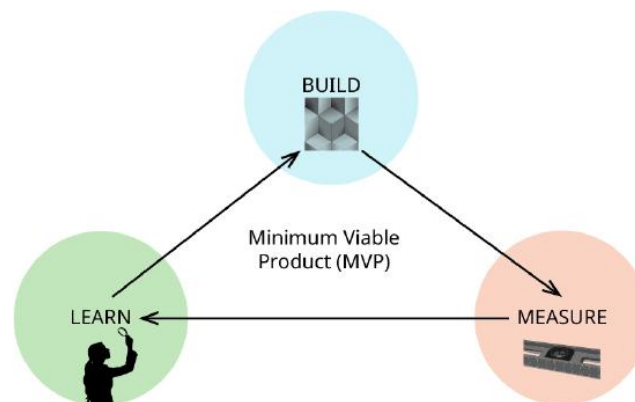 BUILD
Minimum Viable
Product (MVP)
LEARN
MEASURE